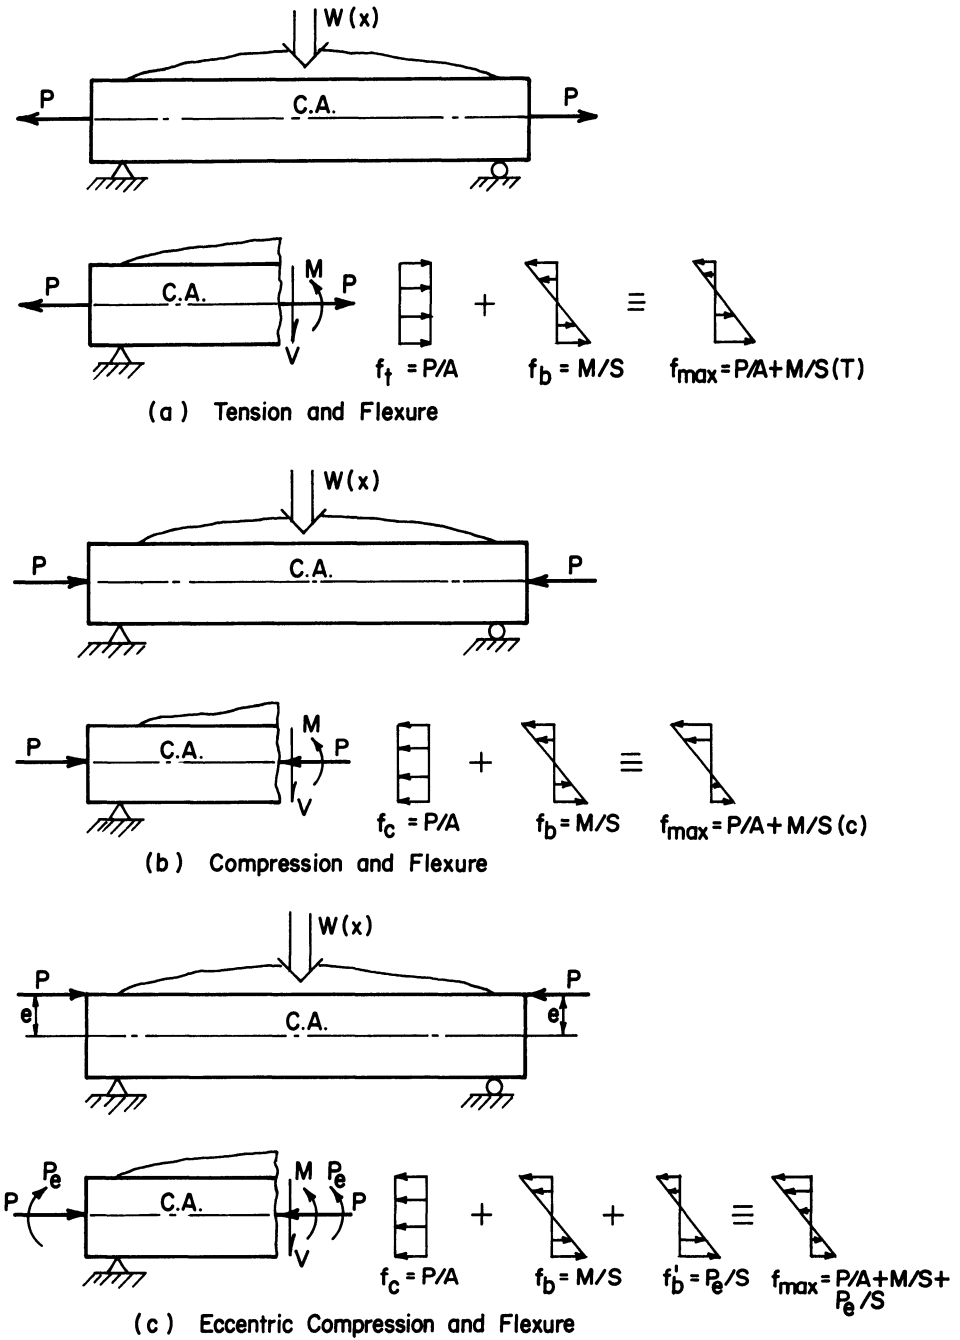 W(x)
P
C.A.
P
P
C.A.
M
P
V
+
≡
f_t = P/A
f_b = M/S
f_max = P/A + M/S (T)
(a) Tension and Flexure
W(x)
P
C.A.
P
P
C.A.
M
P
V
+
≡
f_c = P/A
f_b = M/S
f_max = P/A + M/S (c)
(b) Compression and Flexure
W(x)
P
P
e
C.A.
e
P
P_e
C.A.
M
P_e
P
V
+
+
≡
f_c = P/A
f_b = M/S
f'_b = P_e/S
f_max = P/A + M/S +
P_e/S
(c) Eccentric Compression and Flexure